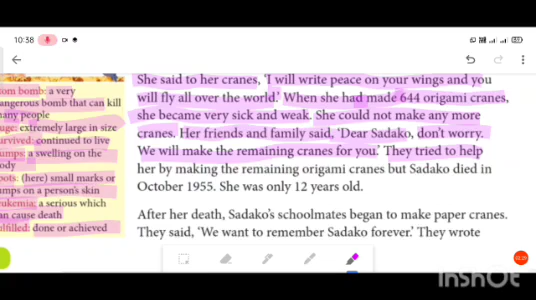 10:38
tom bomb: a very
angerous bomb that can kill
many people
uge: extremely large in size
survived: continued to live
umps: a swelling on the
ody
pots: (here) small marks or
umps on a person's skin
eukemia: a serious which
an cause death
ulfilled: done or achieved
She said to her cranes, 'I will write peace on your wings and you
will fly all over the world.' When she had made 644 origami cranes,
she became very sick and weak. She could not make any more
cranes. Her friends and family said, 'Dear Sadako, don't worry.
We will make the remaining cranes for you.' They tried to help
her by making the remaining origami cranes but Sadako died in
October 1955. She was only 12 years old.
After her death, Sadako's schoolmates began to make paper cranes.
They said, 'We want to remember Sadako forever.' They wrote
InShOt